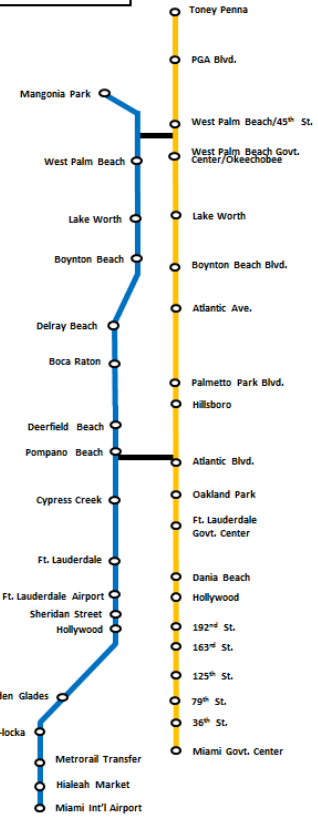 Toney Penna
PGA Blvd.
Mangonia Park
West Palm Beach/45th St.
West Palm Beach Govt.
Center/Okeechobee
West Palm Beach
Lake Worth
Lake Worth
Boynton Beach
Boynton Beach Blvd.
Atlantic Ave.
Delray Beach
Boca Raton
Palmetto Park Blvd.
Hillsboro
Deerfield Beach
Pompano Beach
Atlantic Blvd.
Cypress Creek
Oakland Park
Ft. Lauderdale
Govt. Center
Ft. Lauderdale
Dania Beach
Ft. Lauderdale Airport
Hollywood
Sheridan Street
Hollywood
192nd St.
163rd St.
125th St.
den Glades
79th St.
36th St.
-locka
Miami Govt. Center
Metrorail Transfer
Hialeah Market
Miami Int'l Airport